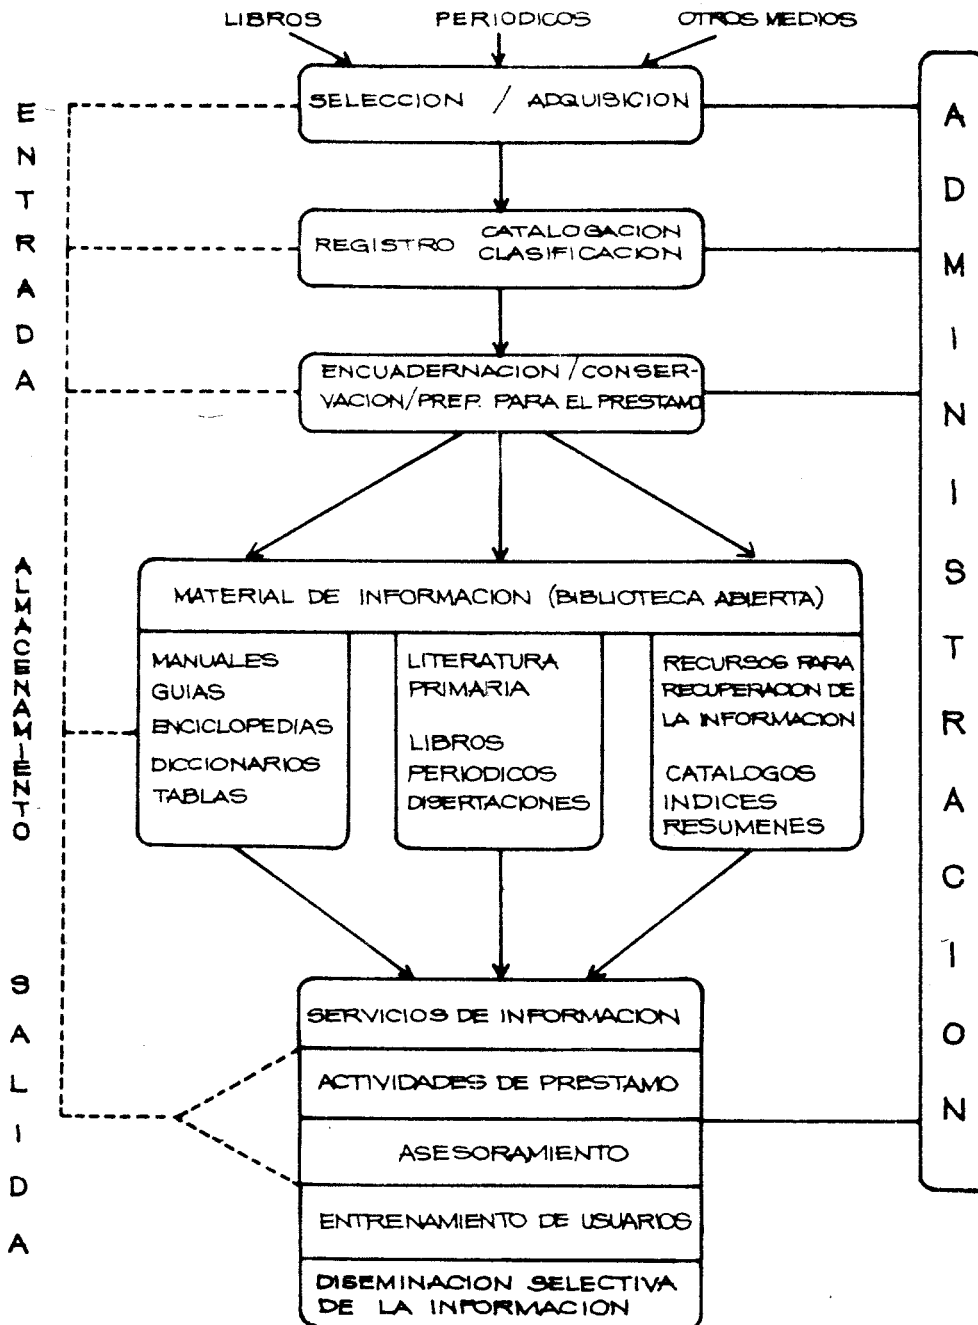 LIBROS
PERIODICOS
OTROS MEDIOS
SELECCION / ADQUISICION
REGISTRO CATALOGACION
CLASIFICACION
ENCUADERNACION / CONSER-
VACION/PREP. PARA EL PRESTAMO
MATERIAL DE INFORMACION (BIBLIOTECA ABIERTA)
MANUALES
GUIAS
ENCICLOPEDIAS
DICCIONARIOS
TABLAS
LITERATURA
PRIMARIA
LIBROS
PERIODICOS
DISERTACIONES
RECURSOS PARA
RECUPERACION DE
LA INFORMACION
CATALOGOS
INDICES
RESUMENES
SERVICIOS DE INFORMACION
ACTIVIDADES DE PRESTAMO
ASESORAMIENTO
ENTRENAMIENTO DE USUARIOS
DISEMINACION SELECTIVA
DE LA INFORMACION
ENTRADA
ALMACENAMIENTO
SALIDA
ADMINISTRACION